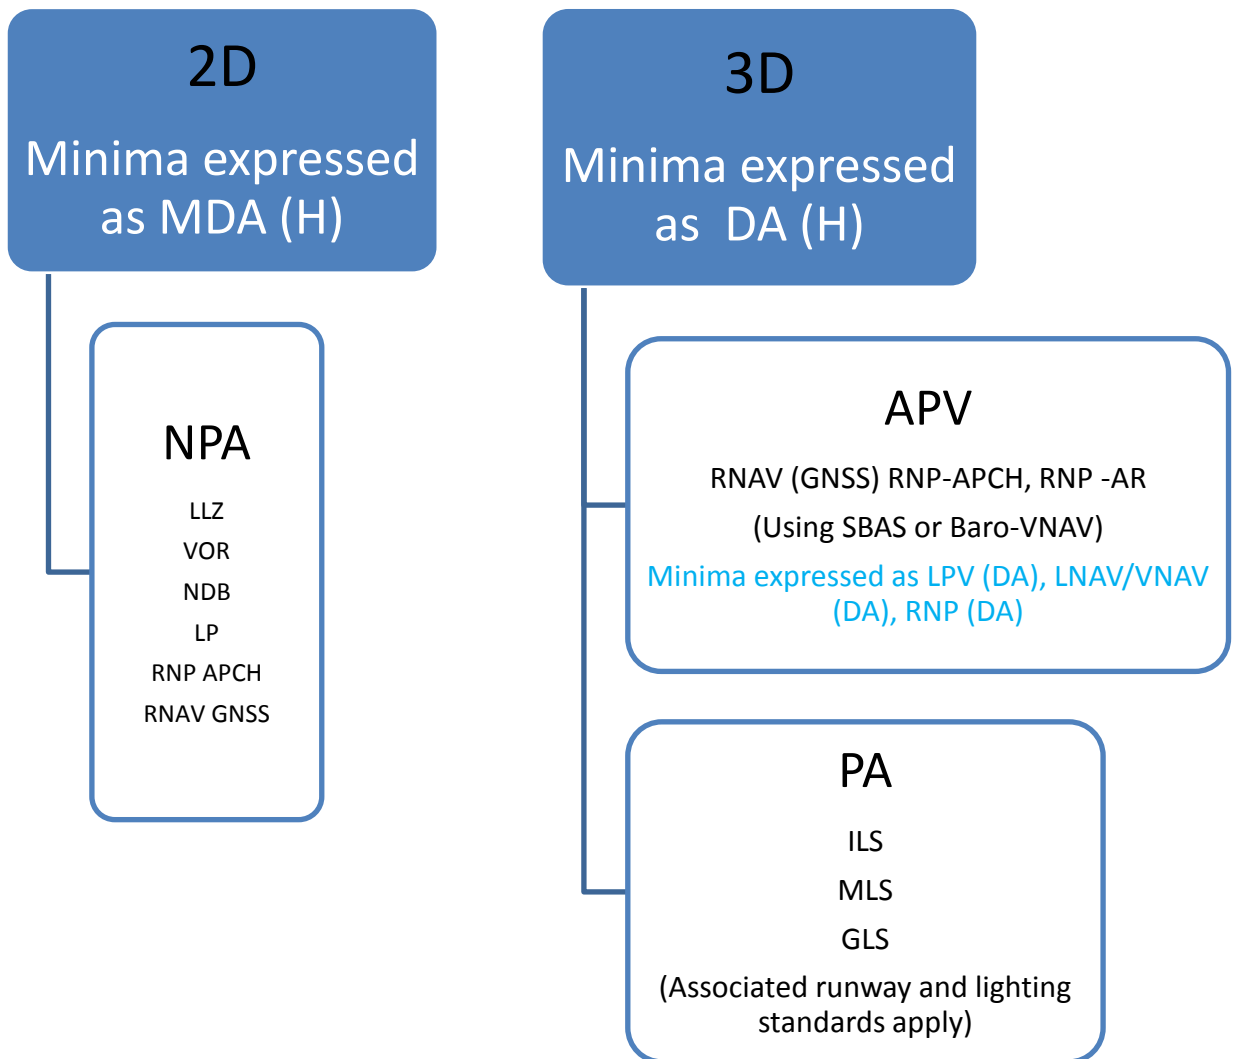 2D
Minima expressed
as MDA (H)
NPA
LLZ
VOR
NDB
LP
RNP APCH
RNAV GNSS
3D
Minima expressed
as DA (H)
APV
RNAV (GNSS) RNP-APCH, RNP -AR
(Using SBAS or Baro-VNAV)
Minima expressed as LPV (DA), LNAV/VNAV
(DA), RNP (DA)
PA
ILS
MLS
GLS
(Associated runway and lighting
standards apply)